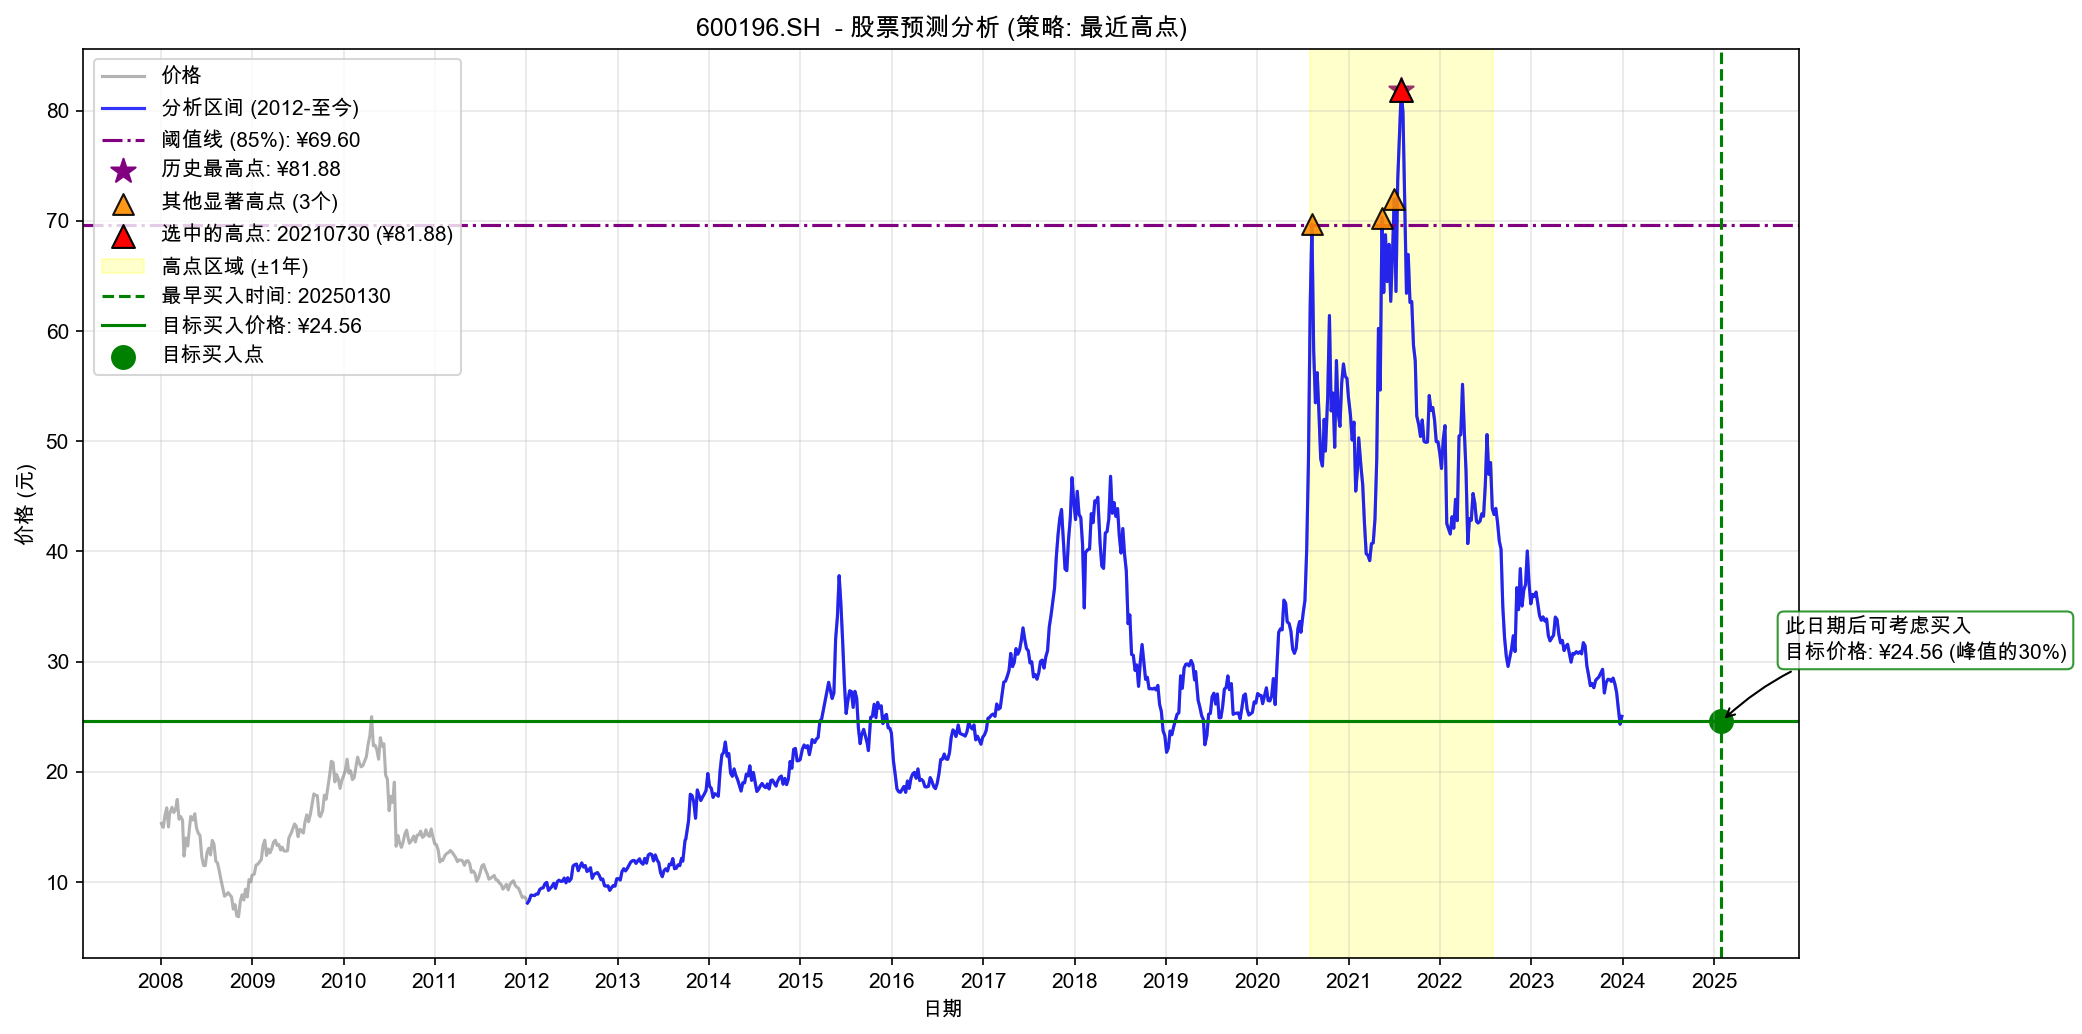 600196.SH - 股票预测分析 (策略: 最近高点)
价格
分析区间 (2012-至今)
阈值线 (85%): ¥69.60
历史最高点: ¥81.88
其他显著高点 (3个)
选中的高点: 20210730 (¥81.88)
高点区域 (±1年)
最早买入时间: 20250130
目标买入价格: ¥24.56
目标买入点
80
70
60
50
40
30
20
10
价格 (元)
此日期后可考虑买入
目标价格: ¥24.56 (峰值的30%)
2008 2009 2010 2011 2012 2013 2014 2015 2016 2017 2018 2019 2020 2021 2022 2023 2024 2025
日期